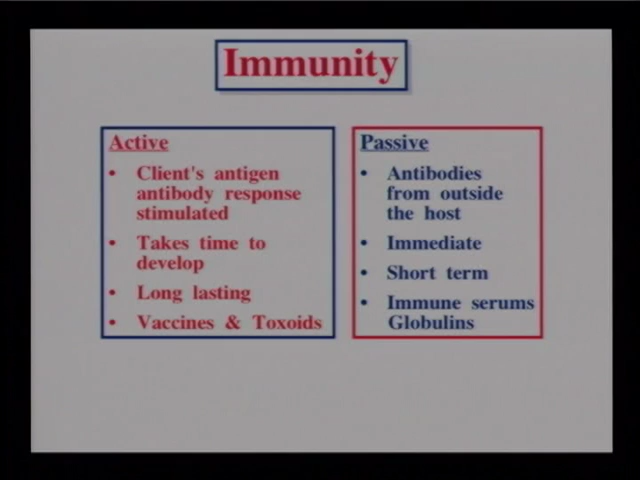 Immunity
Active
• Client's antigen
antibody response
stimulated
• Takes time to
develop
• Long lasting
• Vaccines & Toxoids
Passive
• Antibodies
from outside
the host
• Immediate
• Short term
• Immune serums
Globulins